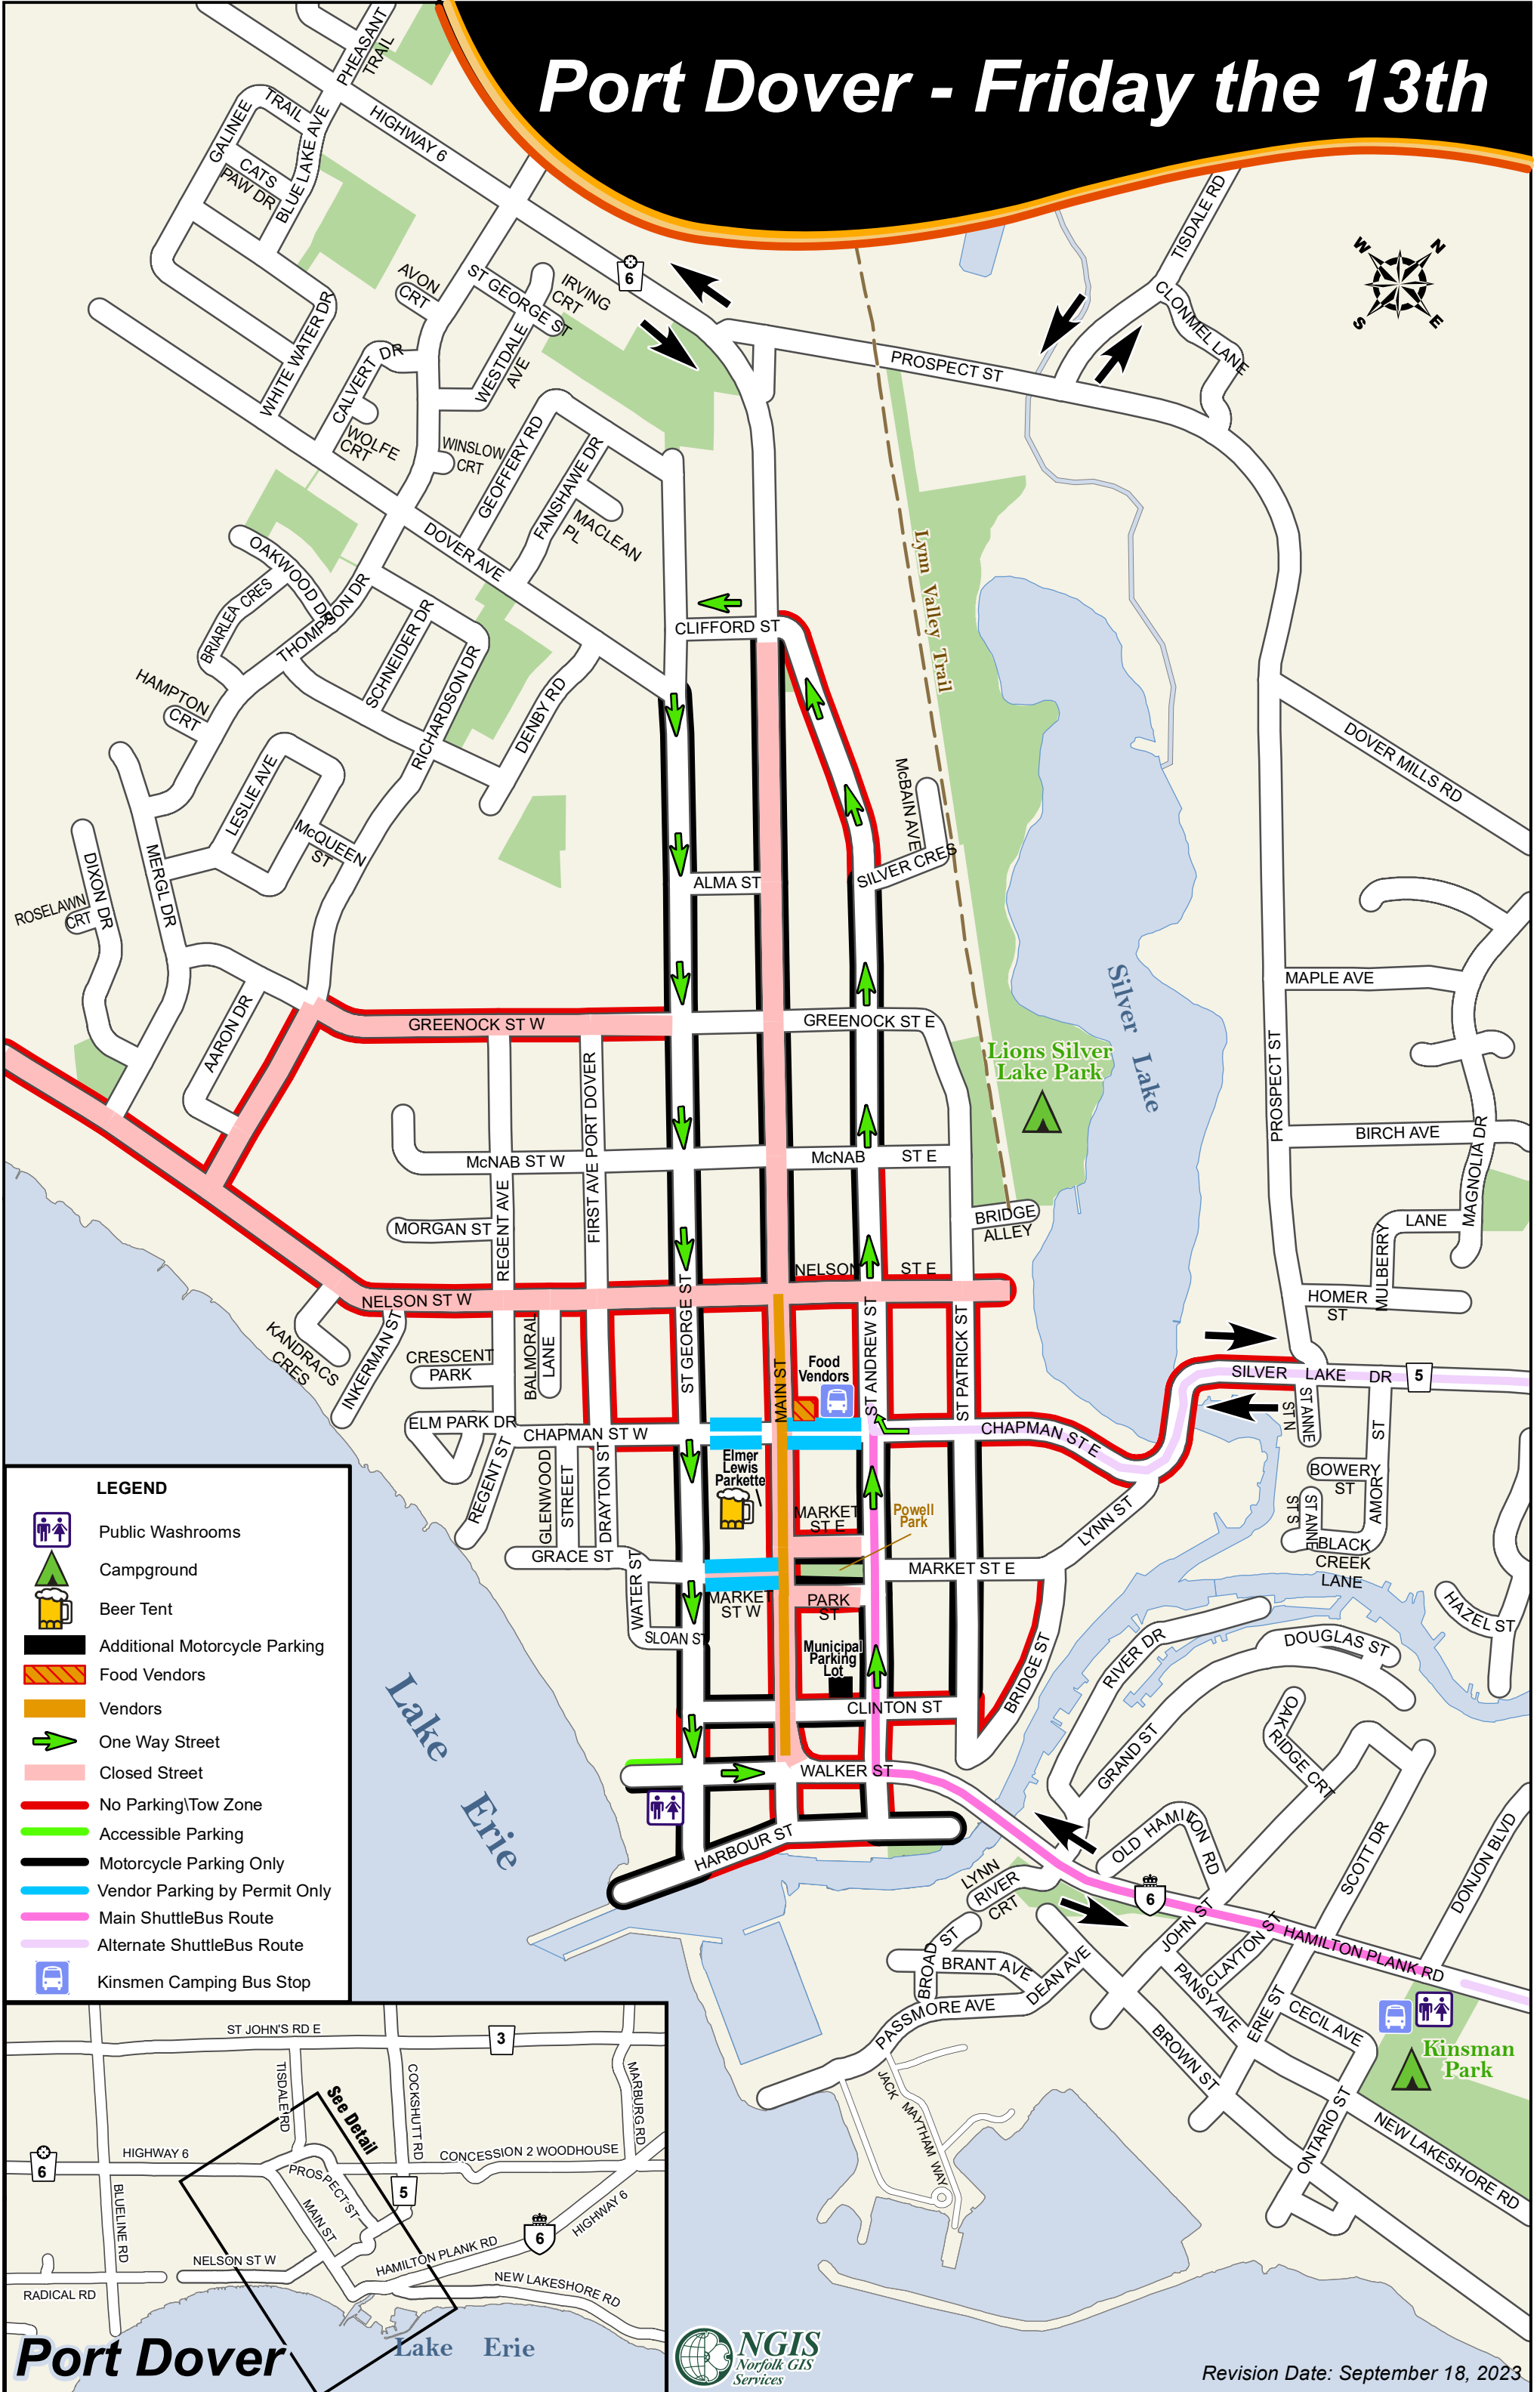 Port Dover - Friday the 13th
PHEASANT
TRAIL
HIGHWAY 6
GALINEE
TRAIL
BLUE LAKE AVE
CATS
PAW DR
WHITE WATER DR
AVON
CRT
ST GEORGE ST
IRVING
CRT
WESTDALE
AVE
6
CALVERT DR
WOLFE
CRT
WINSLOW
CRT
GEOFFERY RD
FANSHAWE DR
MACLEAN
PL
DOVER AVE
OAKWOOD DR
BRIARLEA CRES
THOMPSON DR
SCHNEIDER DR
RICHARDSON DR
DENBY RD
HAMPTON
CRT
LESLIE AVE
McQUEEN
ST
MERGL DR
DIXON DR
ROSELAWN
CRT
AARON DR
TISDALE RD
CLONMEL LANE
PROSPECT ST
W
N
S
E
Lynn Valley Trail
CLIFFORD ST
McBAIN AVE
SILVER CRES
ALMA ST
DOVER MILLS RD
Silver Lake
MAPLE AVE
PROSPECT ST
BIRCH AVE
MAGNOLIA DR
LANE
MULBERRY
HOMER
ST
GREENOCK ST W
GREENOCK ST E
Lions Silver
Lake Park
FIRST AVE PORT DOVER
REGENT AVE
McNAB ST W
McNAB ST E
MORGAN ST
BRIDGE
ALLEY
NELSON ST W
NELSON ST E
ST GEORGE ST
MAIN ST
ST ANDREW ST
ST PATRICK ST
KANDRACS
CRES
INKERMAN ST
CRESCENT
PARK
BALMORAL
LANE
ELM PARK DR
CHAPMAN ST W
CHAPMAN ST E
REGENT ST
GLENWOOD
STREET
DRAYTON ST
GRACE ST
WATER ST
SLOAN ST
Food
Vendors
Elmer
Lewis
Parkette
MARKET
ST E
Powell
Park
MARKET ST E
MARKET
ST W
PARK
ST
Municipal
Parking
Lot
CLINTON ST
WALKER ST
HARBOUR ST
LYNN ST
BRIDGE ST
SILVER LAKE DR
5
ST ANNE
ST N
BOWERY
ST
AMOR ST
ST ANNE
ST S
BLACK
CREEK
LANE
HAZEL ST
DOUGLAS ST
RIVER DR
GRAND ST
OAK
RIDGE CRT
OLD HAMILTON RD
SCOTT DR
DONJON BLVD
6
LYNN
RIVER
CRT
JOHN ST
CLAYTON ST
HAMILTON PLANK RD
BROAD ST
BRANT AVE
DEAN AVE
PASSMORE AVE
PANSY AVE
ERIE ST
CECIL AVE
BROWN ST
ONTARIO ST
NEW LAKESHORE RD
Kinsman
Park
JACK MAYTHAM WAY
Lake Erie
LEGEND
Public Washrooms
Campground
Beer Tent
Additional Motorcycle Parking
Food Vendors
Vendors
One Way Street
Closed Street
No Parking\Tow Zone
Accessible Parking
Motorcycle Parking Only
Vendor Parking by Permit Only
Main ShuttleBus Route
Alternate ShuttleBus Route
Kinsmen Camping Bus Stop
ST JOHN'S RD E
3
TISDALE RD
COCKSHUTT RD
MARBURG RD
See Detail
HIGHWAY 6
6
CONCESSION 2 WOODHOUSE
PROSPECT ST
5
BLUELINE RD
MAIN ST
6
HIGHWAY 6
NELSON ST W
HAMILTON PLANK RD
RADICAL RD
NEW LAKESHORE RD
Port Dover
Lake Erie
NGIS
Norfolk GIS
Services
Revision Date: September 18, 2023